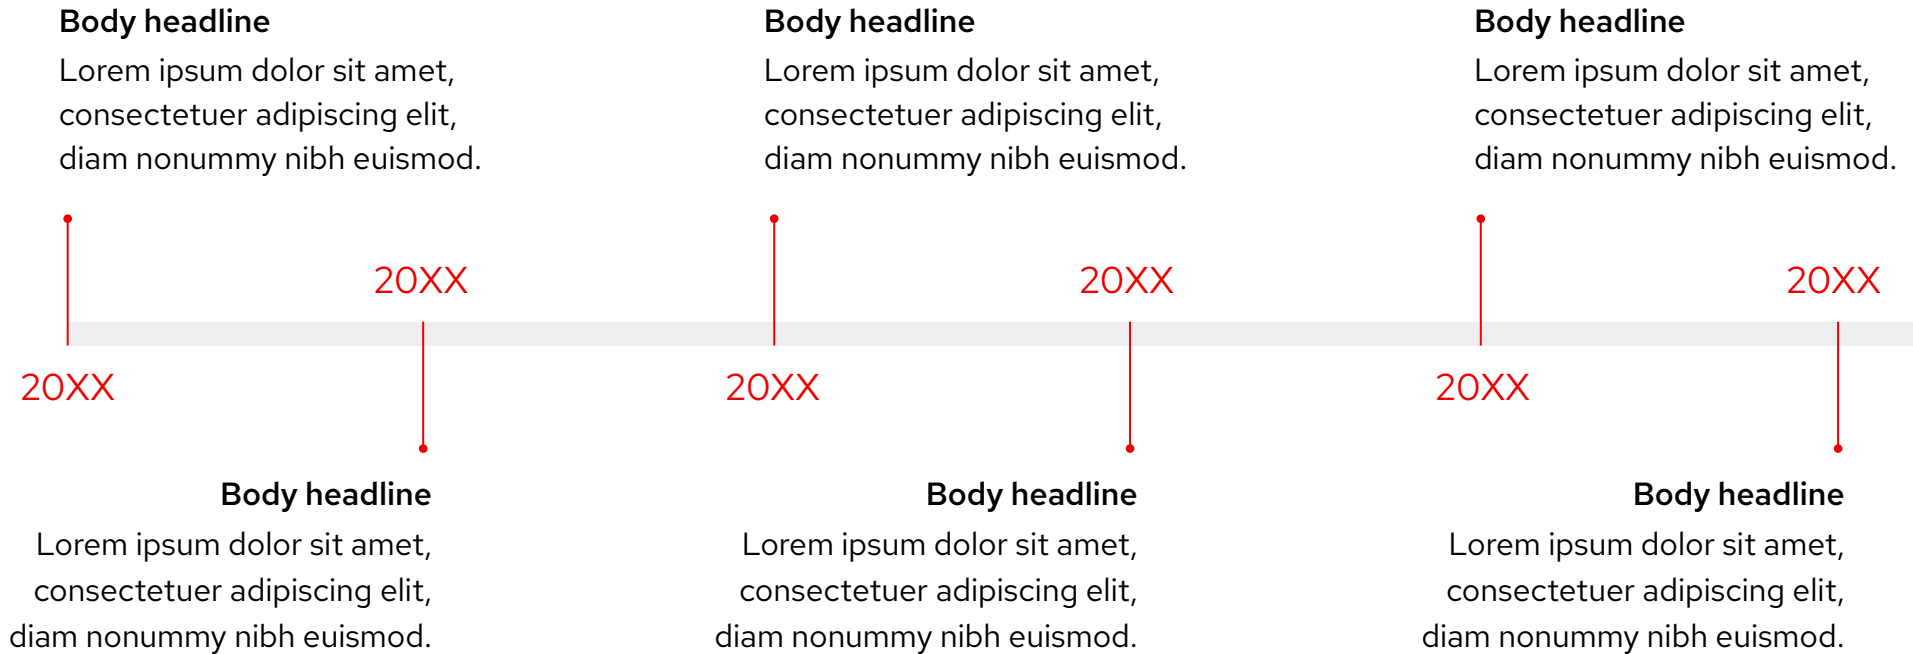 Body headline
Lorem ipsum dolor sit amet,
consectetuer adipiscing elit,
diam nonummy nibh euismod.
Body headline
Lorem ipsum dolor sit amet,
consectetuer adipiscing elit,
diam nonummy nibh euismod.
Body headline
Lorem ipsum dolor sit amet,
consectetuer adipiscing elit,
diam nonummy nibh euismod.
20XX
20XX
20XX
20XX
20XX
20XX
Body headline
Lorem ipsum dolor sit amet,
consectetuer adipiscing elit,
diam nonummy nibh euismod.
Body headline
Lorem ipsum dolor sit amet,
consectetuer adipiscing elit,
diam nonummy nibh euismod.
Body headline
Lorem ipsum dolor sit amet,
consectetuer adipiscing elit,
diam nonummy nibh euismod.